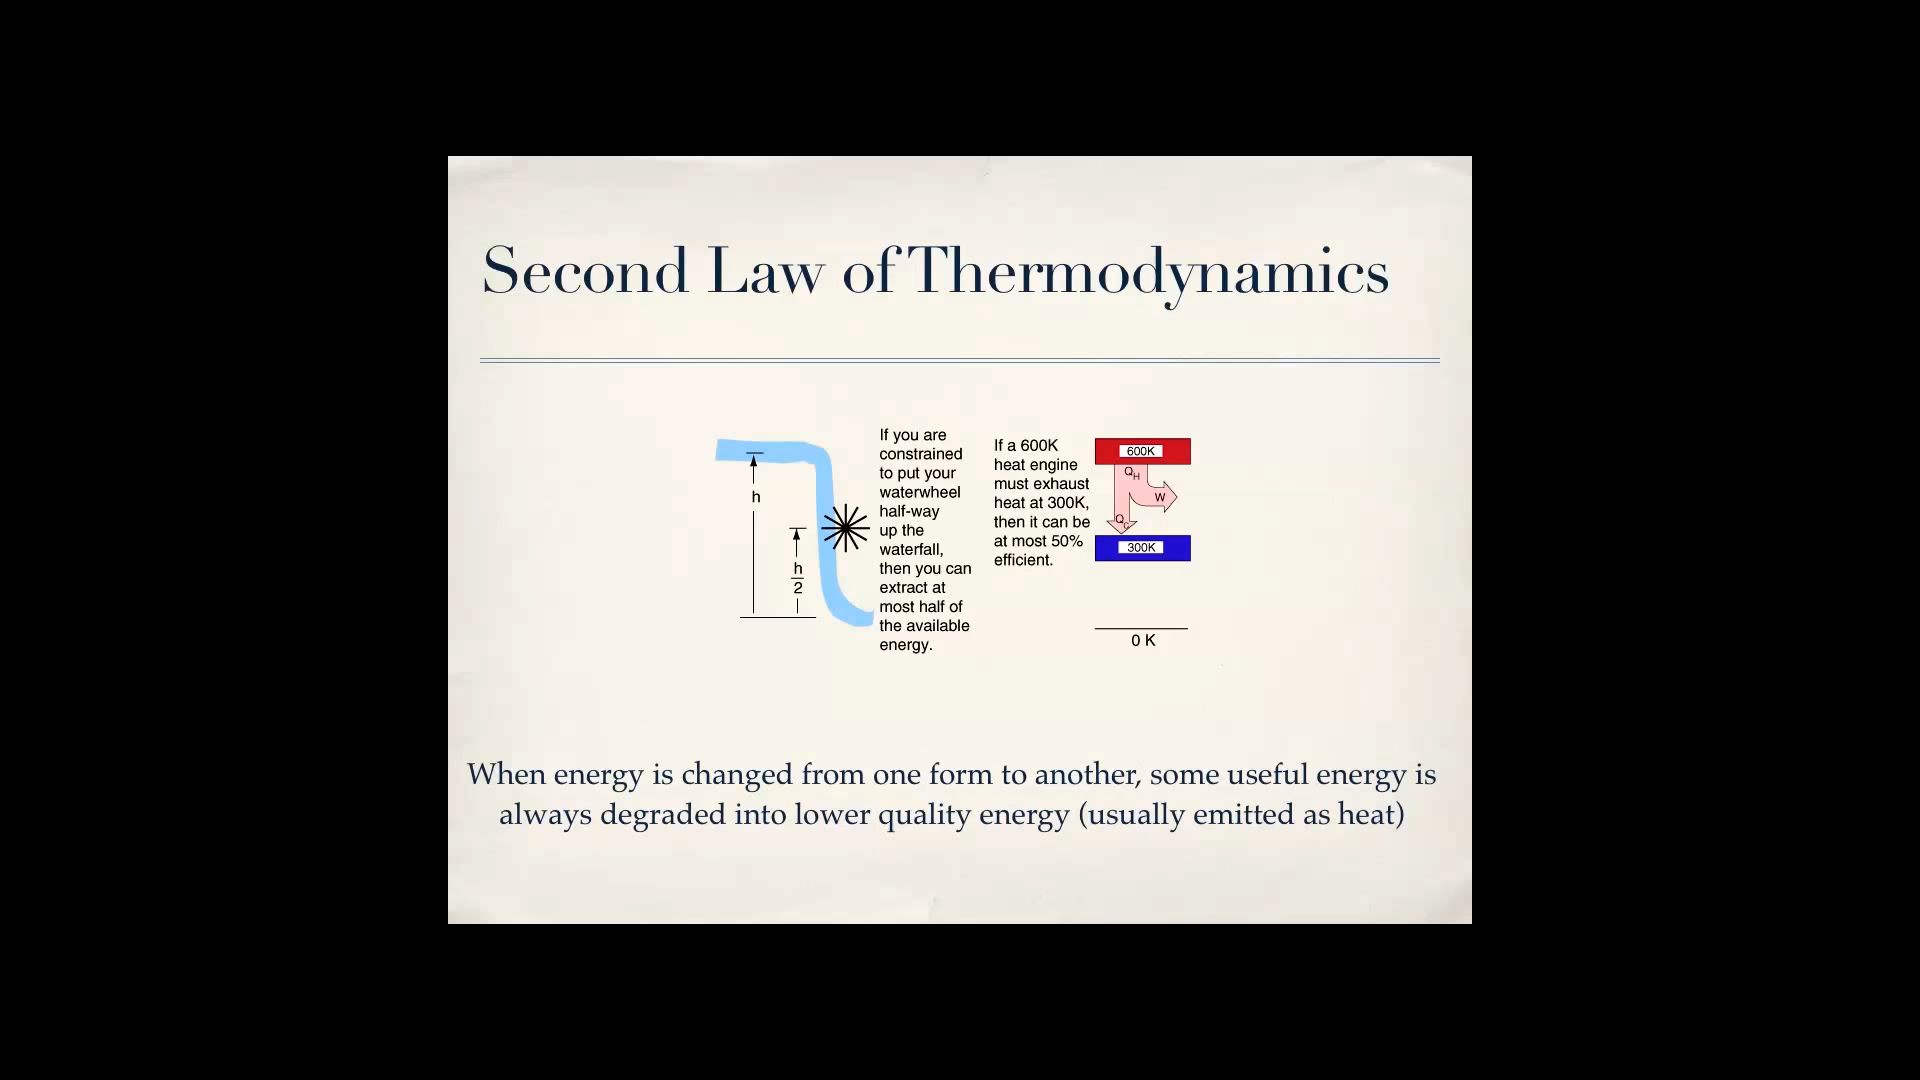 Second Law of Thermodynamics
h
h
2
If you are
constrained
to put your
waterwheel
half-way
up the
waterfall,
then you can
extract at
most half of
the available
energy.
If a 600K
heat engine
must exhaust
heat at 300K,
then it can be
at most 50%
efficient.
600K
QH
W
QC
300K
0 K
When energy is changed from one form to another, some useful energy is
always degraded into lower quality energy (usually emitted as heat)